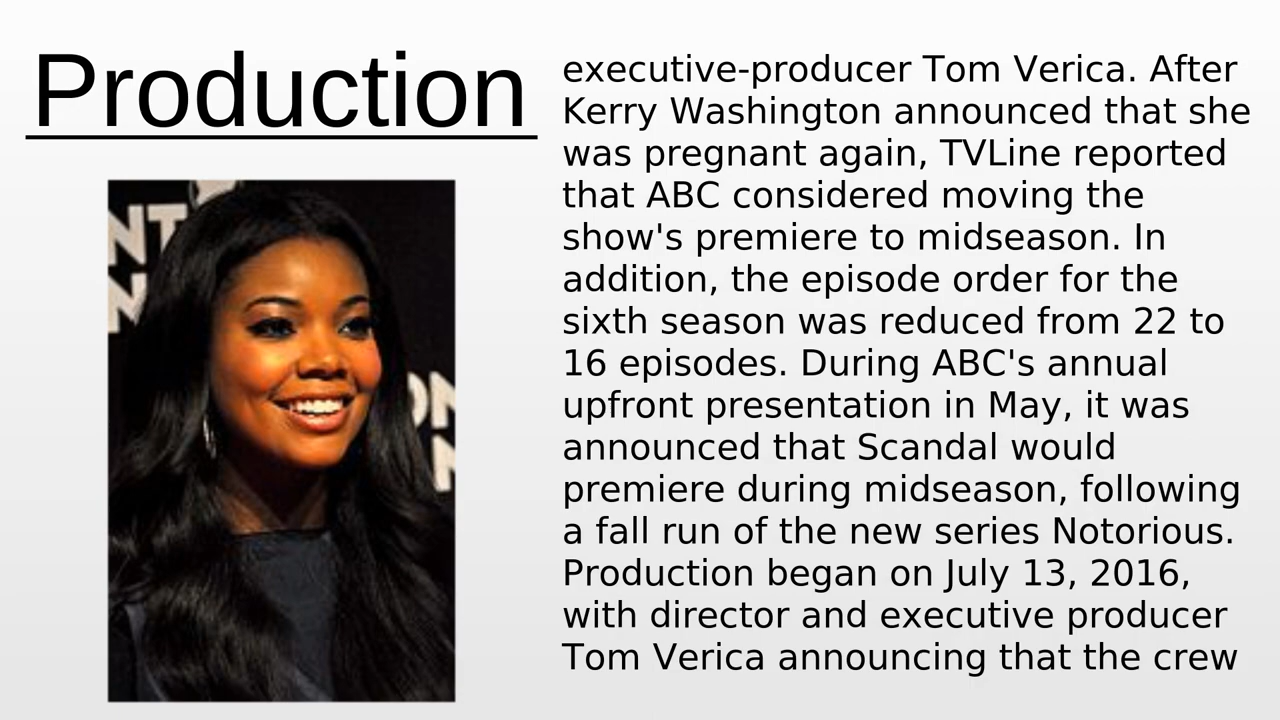 Production
executive-producer Tom Verica. After
Kerry Washington announced that she
was pregnant again, TVLine reported
that ABC considered moving the
show's premiere to midseason. In
addition, the episode order for the
sixth season was reduced from 22 to
16 episodes. During ABC's annual
upfront presentation in May, it was
announced that Scandal would
premiere during midseason, following
a fall run of the new series Notorious.
Production began on July 13, 2016,
with director and executive producer
Tom Verica announcing that the crew